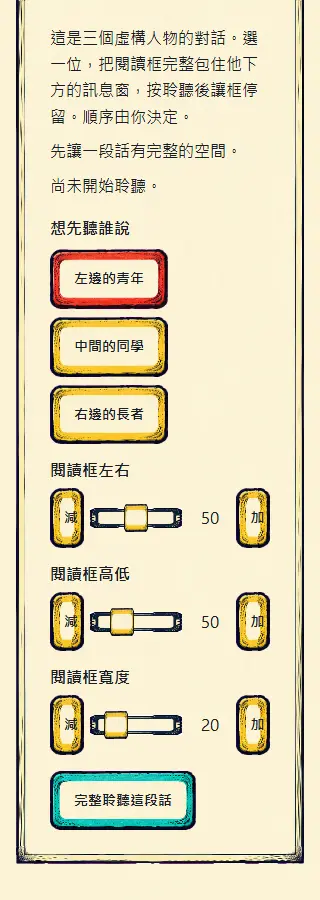 這是三個虛構人物的對話。選
一位，把閱讀框完整包住他下
方的訊息窗，按聆聽後讓框停
留。順序由你決定。
先讓一段話有完整的空間。
尚未開始聆聽。
想先聽誰說
左邊的青年
中間的同學
右邊的長者
閱讀框左右
減 50 加
閱讀框高低
減 50 加
閱讀框寬度
減 20 加
完整聆聽這段話